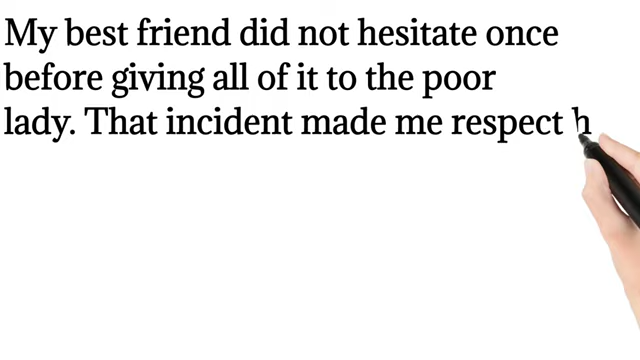 My best friend did not hesitate once
before giving all of it to the poor
lady. That incident made me respect h